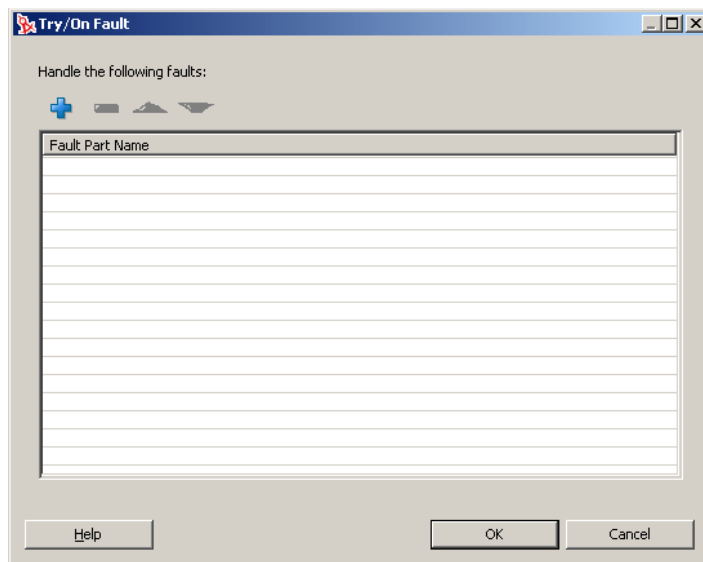 Try/On Fault
Handle the following faults:
Fault Part Name
Help
OK
Cancel